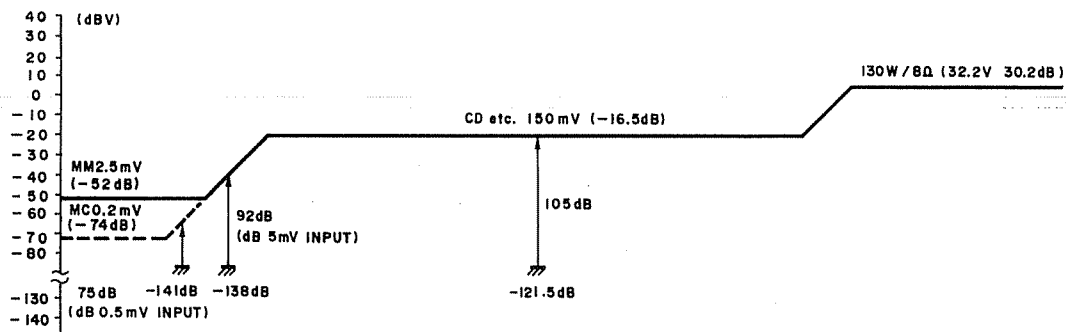 40
(dBV)
30
20
10
0
-10
-20
-30
-40
-50
-60
-70
-80
-130
-140
130W/8Ω (32.2V 30.2dB)
CD etc. 150mV (-16.5dB)
MM2.5mV
(-52dB)
MC0.2mV
(-74dB)
92dB
(dB 5mV INPUT)
105dB
75dB
(dB 0.5mV INPUT)
-141dB
-138dB
-121.5dB